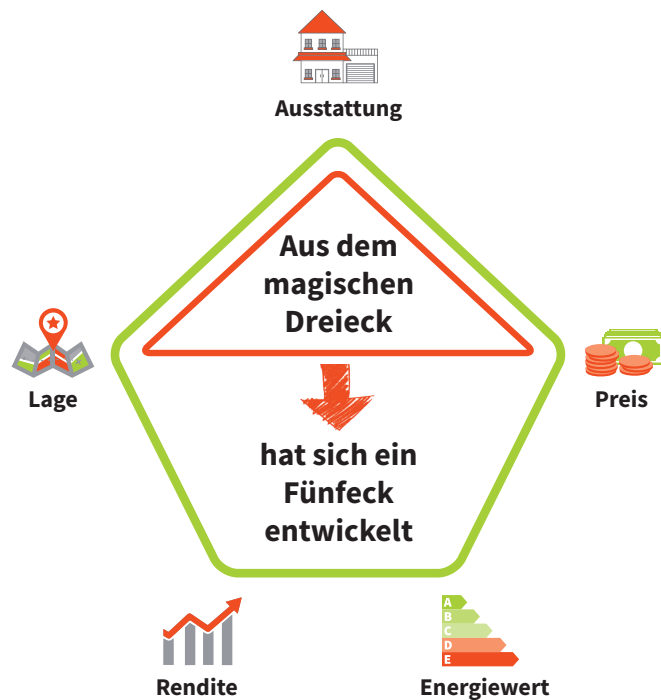 Ausstattung
Aus dem
magischen
Dreieck
Lage
Preis
hat sich ein
Fünfeck
entwickelt
A
B
C
D
E
Rendite
Energiewert